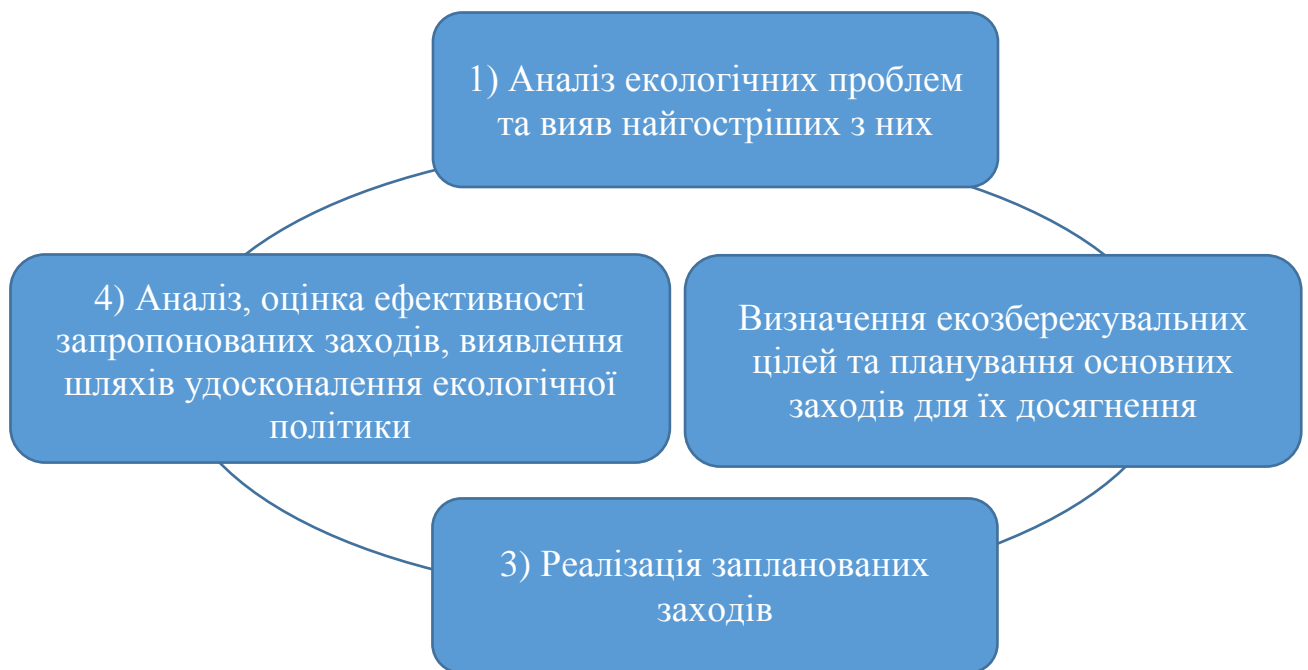 1) Аналіз екологічних проблем
та вияв найгостріших з них
4) Аналіз, оцінка ефективності
запропонованих заходів, виявлення
шляхів удосконалення екологічної
політики
Визначення екозбережувальних
цілей та планування основних
заходів для їх досягнення
3) Реалізація запланованих
заходів